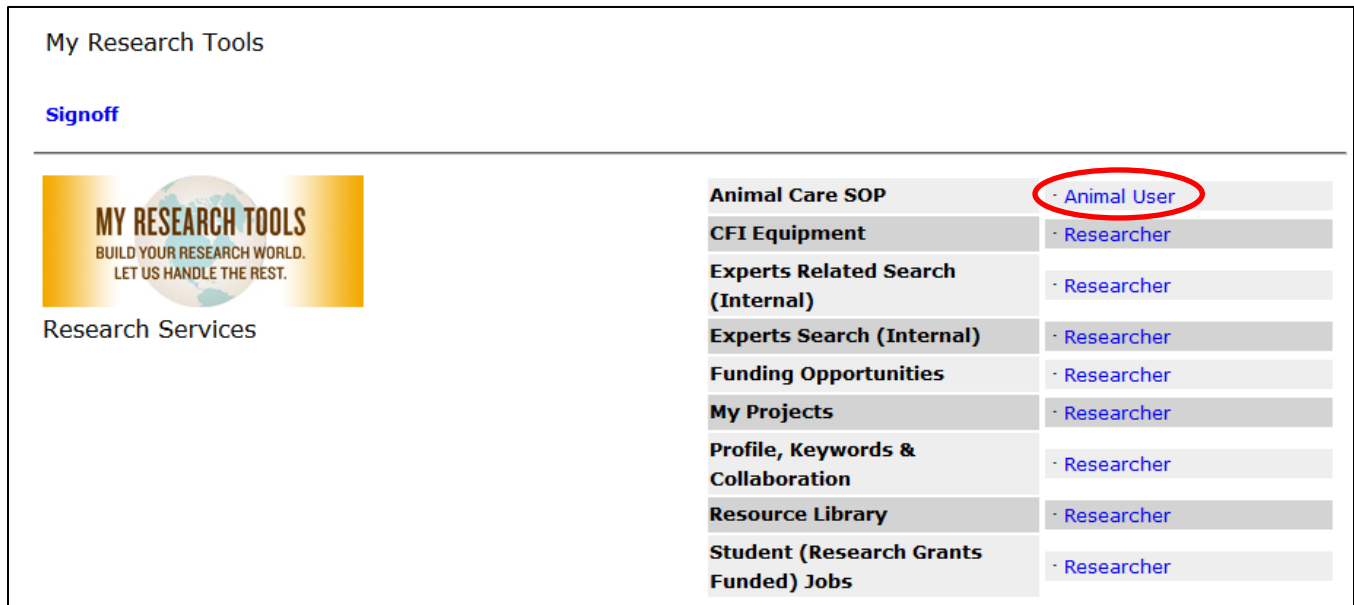 My Research Tools
Signoff
MY RESEARCH TOOLS
BUILD YOUR RESEARCH WORLD.
LET US HANDLE THE REST.
Research Services
Animal Care SOP · Animal User
CFI Equipment · Researcher
Experts Related Search
(Internal) · Researcher
Experts Search (Internal) · Researcher
Funding Opportunities · Researcher
My Projects · Researcher
Profile, Keywords &
Collaboration · Researcher
Resource Library · Researcher
Student (Research Grants
Funded) Jobs · Researcher